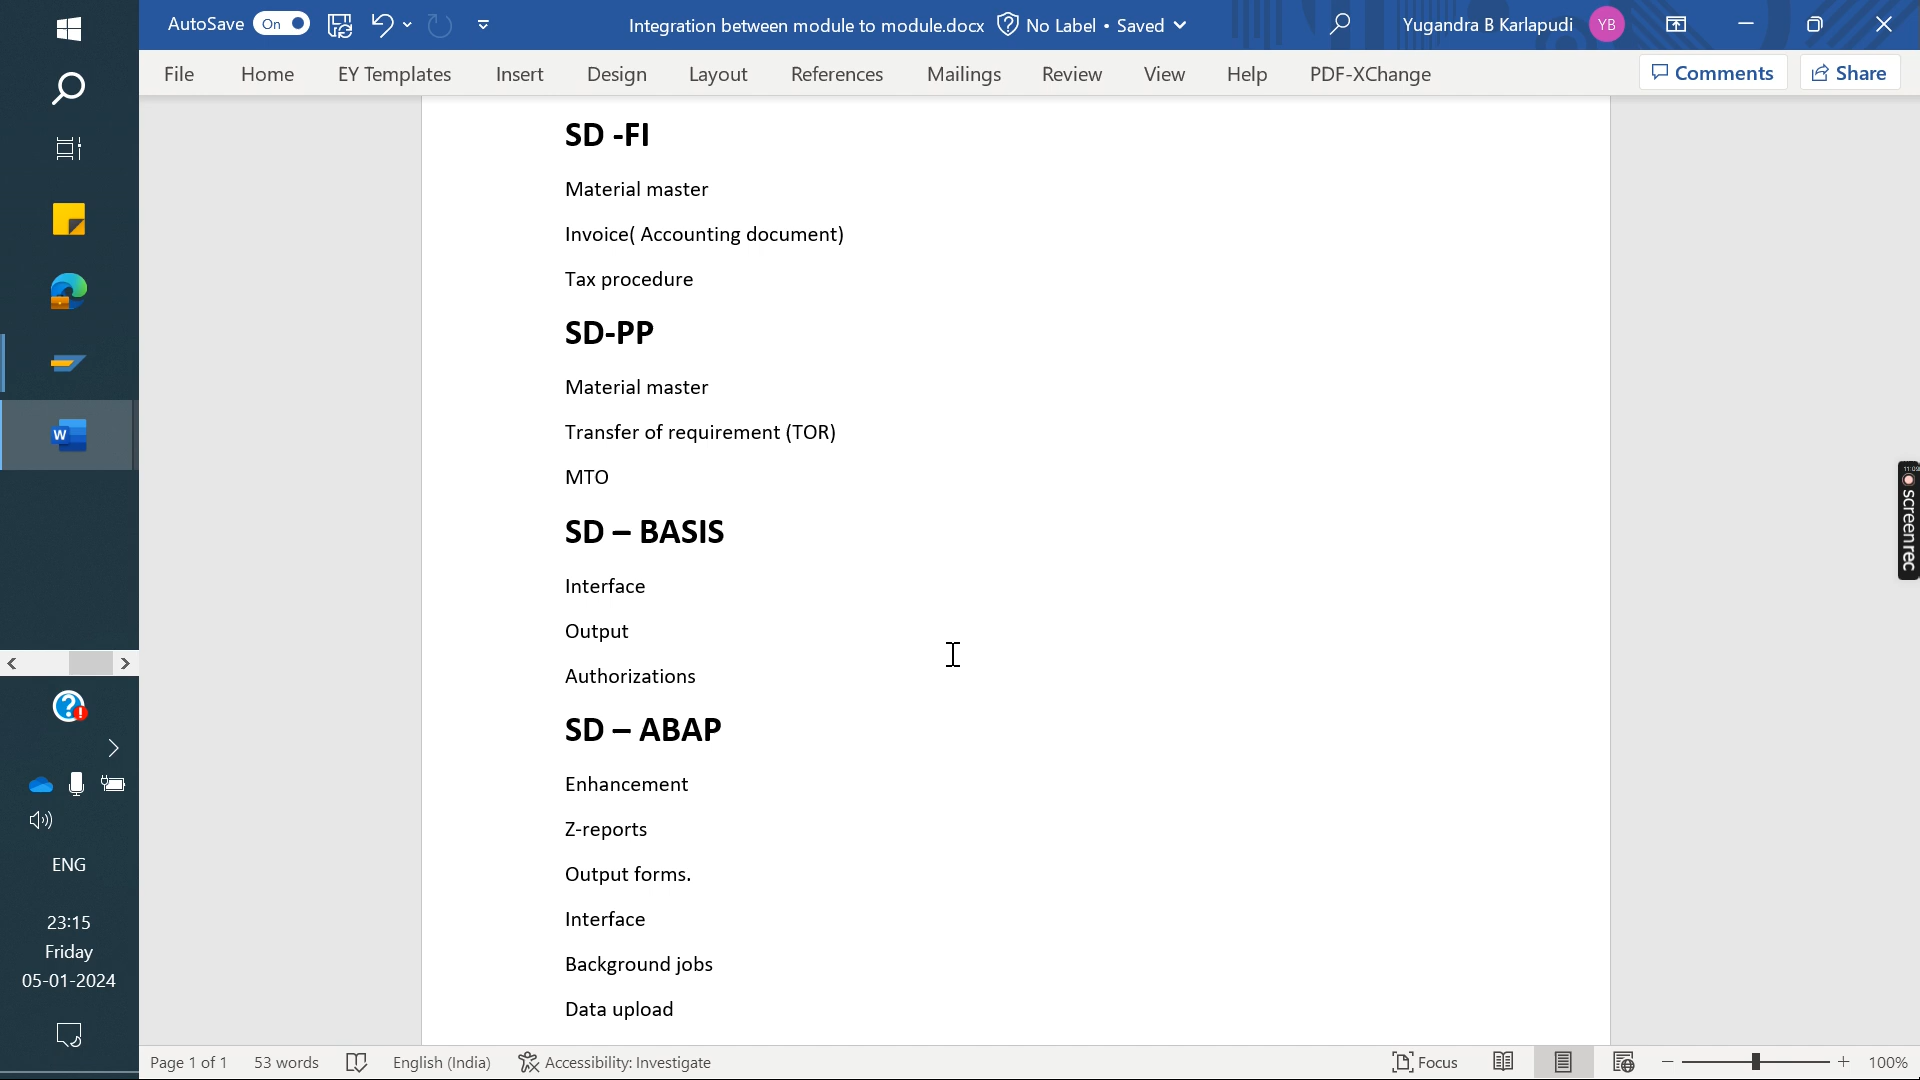 AutoSave On Integration between module to module.docx No Label • Saved Yugandra B Karlapudi YB
File Home EY Templates Insert Design Layout References Mailings Review View Help PDF-XChange Comments Share
SD -FI
Material master
Invoice( Accounting document)
Tax procedure
SD-PP
Material master
Transfer of requirement (TOR)
MTO
SD – BASIS
Interface
Output
Authorizations
SD – ABAP
Enhancement
Z-reports
Output forms.
Interface
Background jobs
Data upload
W
ENG
23:15
Friday
05-01-2024
screenrec
Page 1 of 1 53 words English (India) Accessibility: Investigate Focus 100%